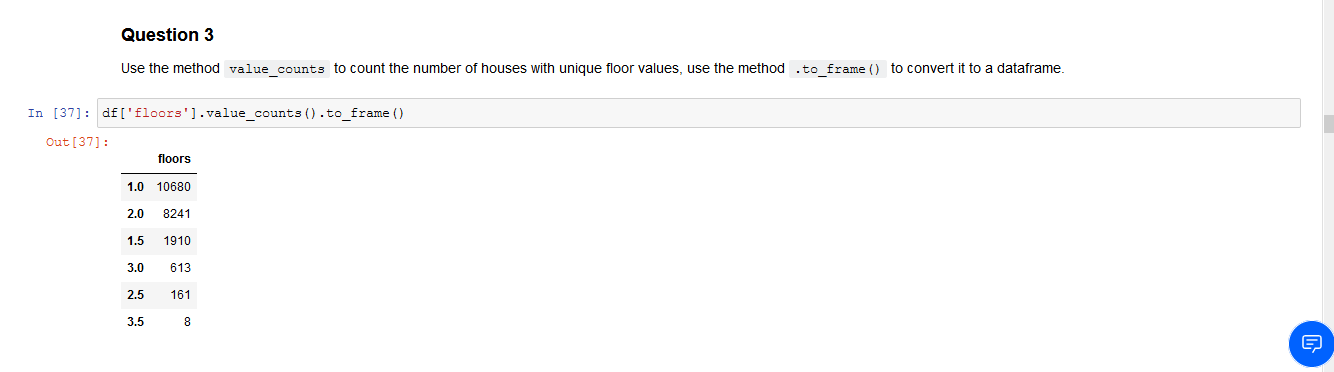 Question 3
Use the method value_counts to count the number of houses with unique floor values, use the method .to_frame() to convert it to a dataframe.
In [37]: df['floors'].value_counts().to_frame()
Out[37]:
floors
1.0 10680
2.0 8241
1.5 1910
3.0 613
2.5 161
3.5 8